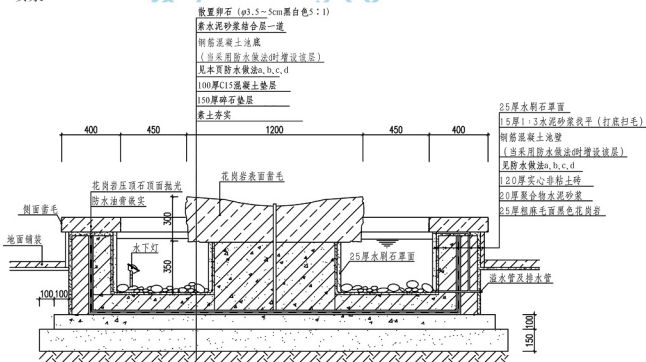 散置卵石（φ3.5～5cm黑白色5：1）
素水泥砂浆结合层一道
钢筋混凝土池底
（当采用防水做法d时增设该层）
见本页防水做法a、b、c、d
100厚C15混凝土垫层
150厚碎石垫层
素土夯实
25厚水刷石罩面
15厚1：3水泥砂浆找平（打底扫毛）
钢筋混凝土池壁
（当采用防水做法d时增设该层）
见防水做法a、b、c、d
120厚实心非粘土砖
20厚聚合物水泥砂浆
25厚粗麻毛面黑色花岗岩
400
450
1200
450
400
花岗岩压顶石顶面抛光
防水油膏嵌实
花岗岩表面凿毛
侧面凿毛
地面铺装
水下灯
300
350
25厚水刷石罩面
溢水管及排水管
100
100
100
150